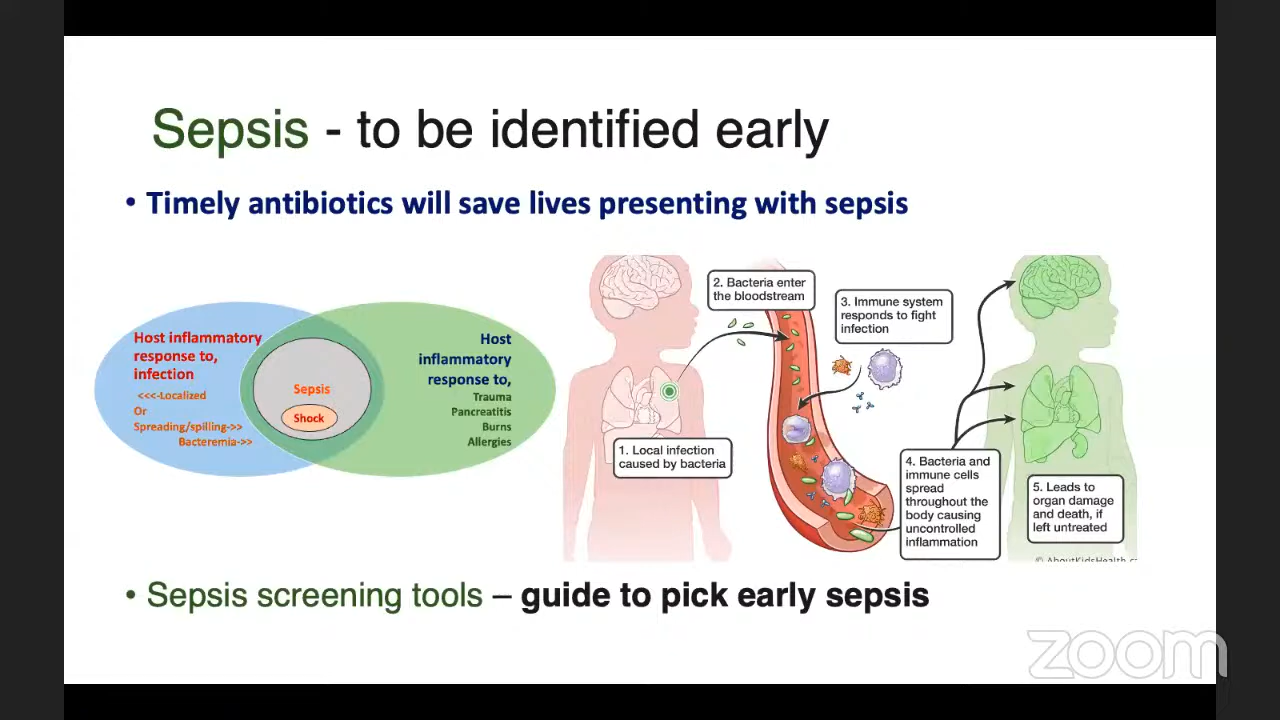 Sepsis - to be identified early
• Timely antibiotics will save lives presenting with sepsis
Host inflammatory
response to,
infection
<<<-Localized
Or
Spreading/spilling->>
Bacteremia->>
Sepsis
Shock
Host
inflammatory
response to,
Trauma
Pancreatitis
Burns
Allergies
1. Local infection
caused by bacteria
2. Bacteria enter
the bloodstream
3. Immune system
responds to fight
infection
4. Bacteria and
immune cells
spread
throughout the
body causing
uncontrolled
inflammation
5. Leads to
organ damage
and death, if
left untreated
© AboutKidsHealth.c
• Sepsis screening tools – guide to pick early sepsis
zoom